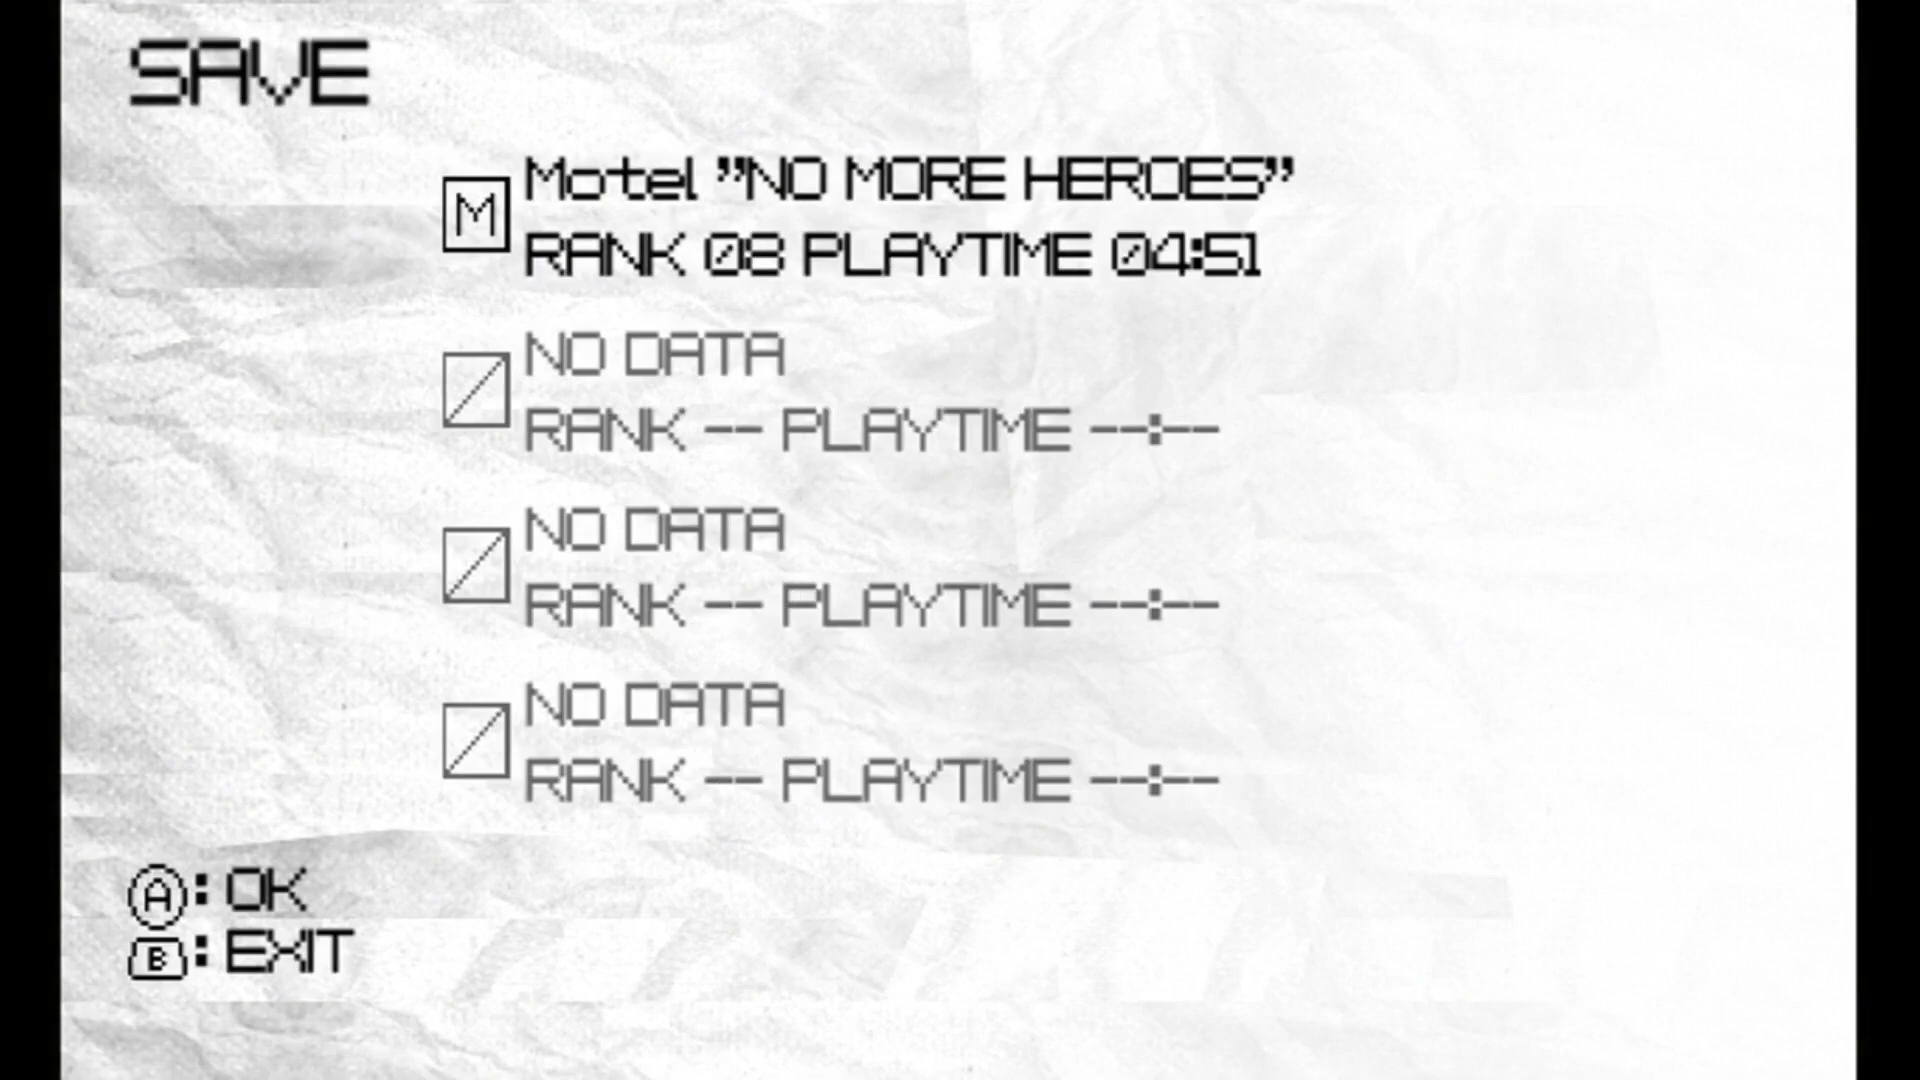 SAVE
M
Motel ”NO MORE HEROES”
RANK 08 PLAYTIME 04:51
NO DATA
RANK -- PLAYTIME --:--
NO DATA
RANK -- PLAYTIME --:--
NO DATA
RANK -- PLAYTIME --:--
A: OK
B: EXIT